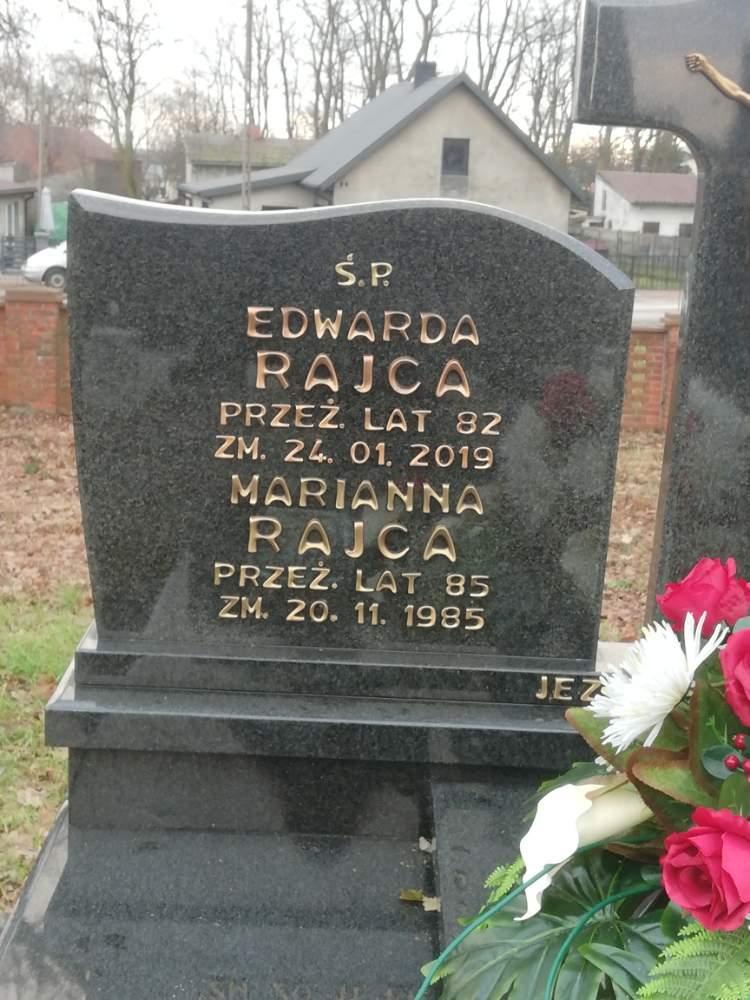 Ś.P.
EDWARDA
RAJCA
PRZEŻ. LAT 82
ZM. 24. 01. 2019
MARIANNA
RAJCA
PRZEŻ. LAT 85
ZM. 20. 11. 1985